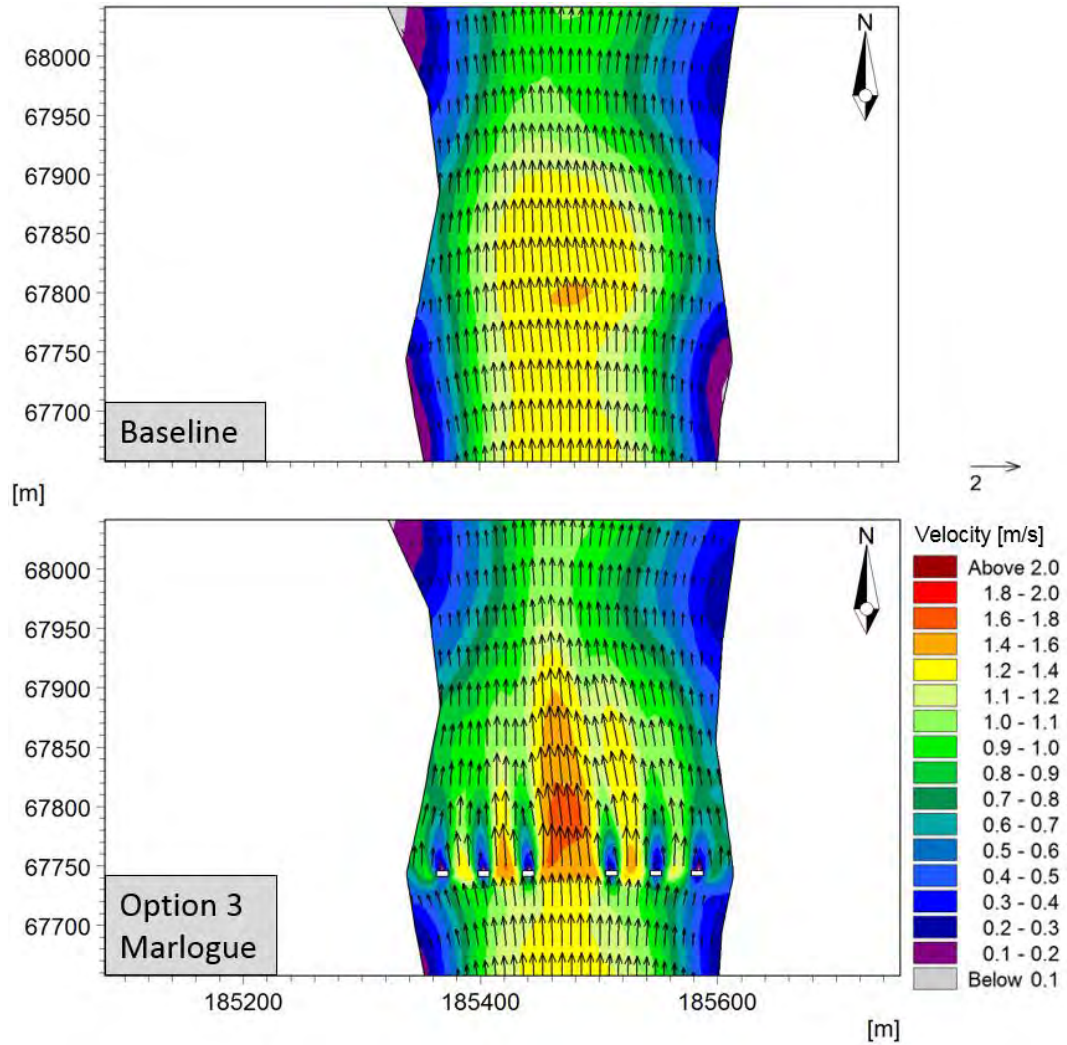 68000
67950
67900
67850
67800
67750
67700
N
Baseline
[m]
2
68000
67950
67900
67850
67800
67750
67700
N
Option 3
Marlogue
185200
185400
185600
[m]
Velocity [m/s]
Above 2.0
1.8 - 2.0
1.6 - 1.8
1.4 - 1.6
1.2 - 1.4
1.1 - 1.2
1.0 - 1.1
0.9 - 1.0
0.8 - 0.9
0.7 - 0.8
0.6 - 0.7
0.5 - 0.6
0.4 - 0.5
0.3 - 0.4
0.2 - 0.3
0.1 - 0.2
Below 0.1